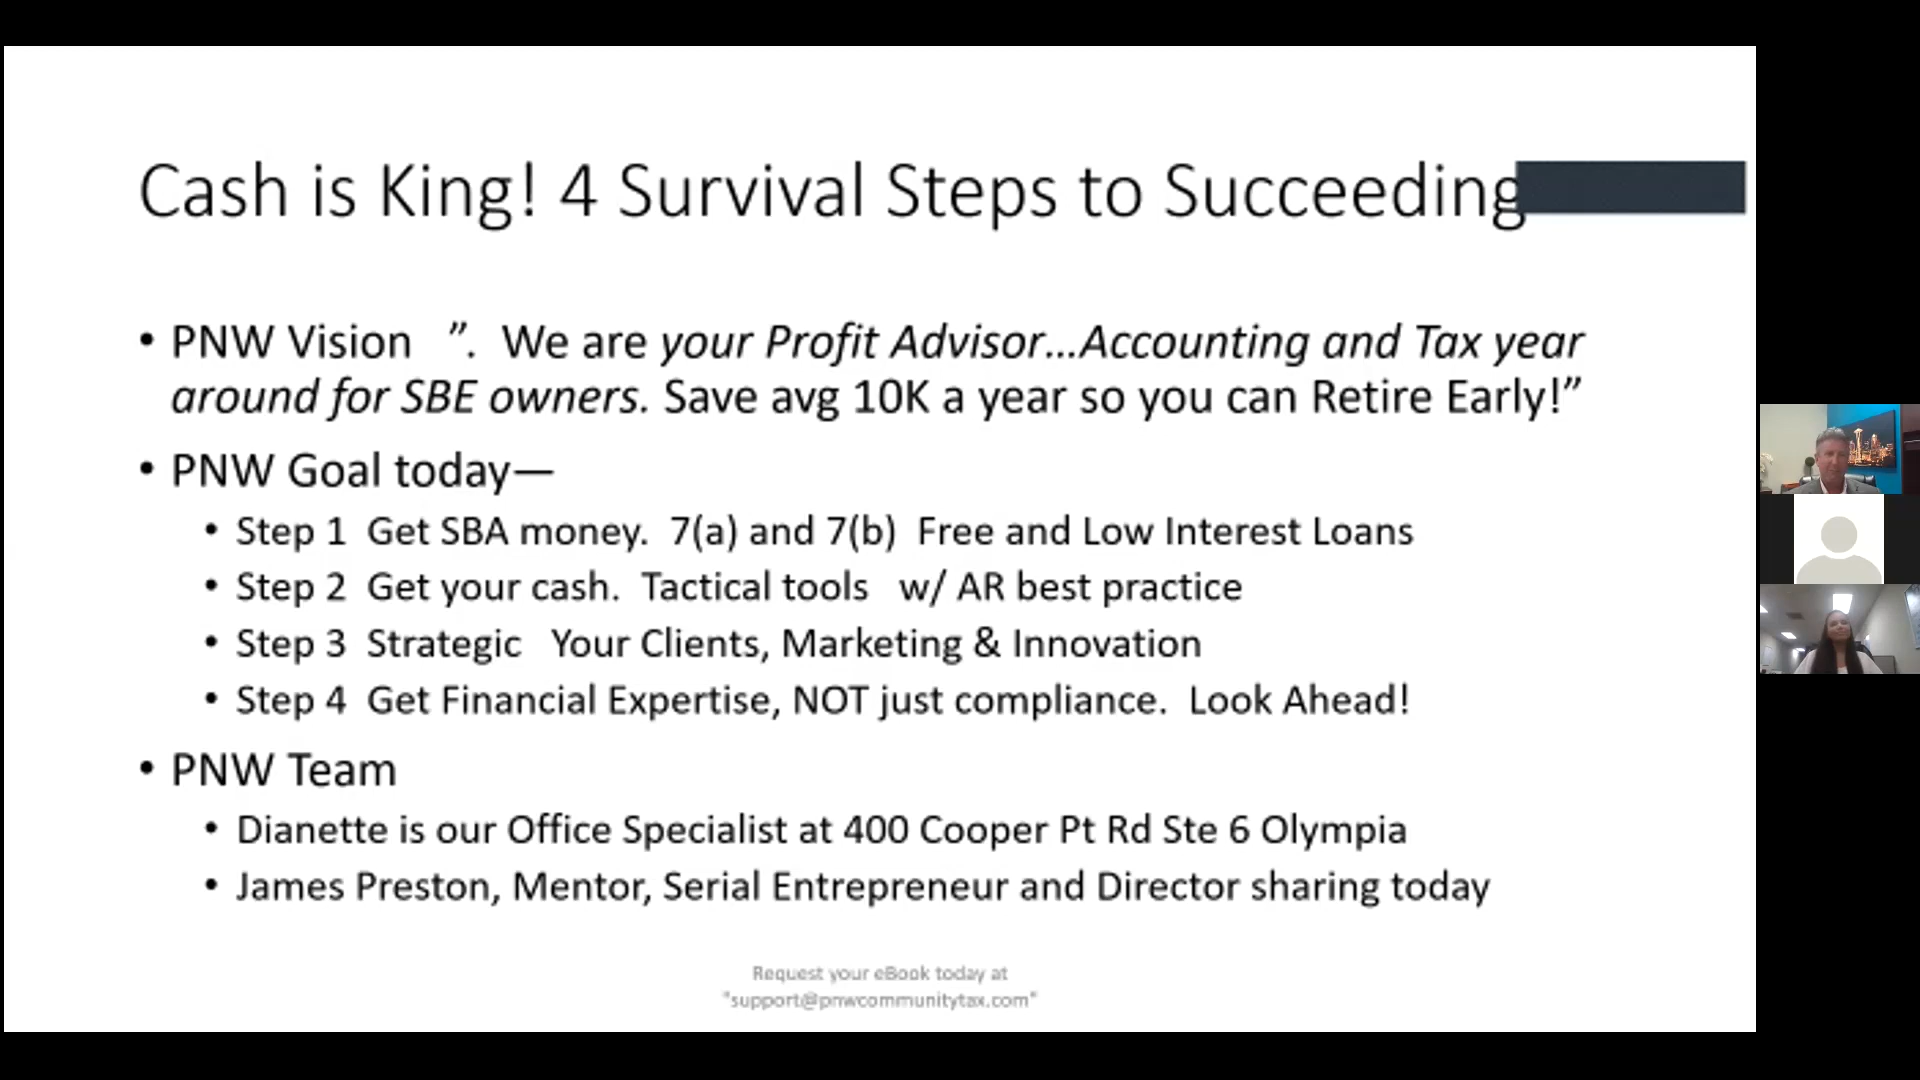 Cash is King! 4 Survival Steps to Succeeding
• PNW Vision ”. We are your Profit Advisor...Accounting and Tax year
around for SBE owners. Save avg 10K a year so you can Retire Early!”
• PNW Goal today—
• Step 1 Get SBA money. 7(a) and 7(b) Free and Low Interest Loans
• Step 2 Get your cash. Tactical tools w/ AR best practice
• Step 3 Strategic Your Clients, Marketing & Innovation
• Step 4 Get Financial Expertise, NOT just compliance. Look Ahead!
• PNW Team
• Dianette is our Office Specialist at 400 Cooper Pt Rd Ste 6 Olympia
• James Preston, Mentor, Serial Entrepreneur and Director sharing today
Request your eBook today at
"support@pnwcommunitytax.com"